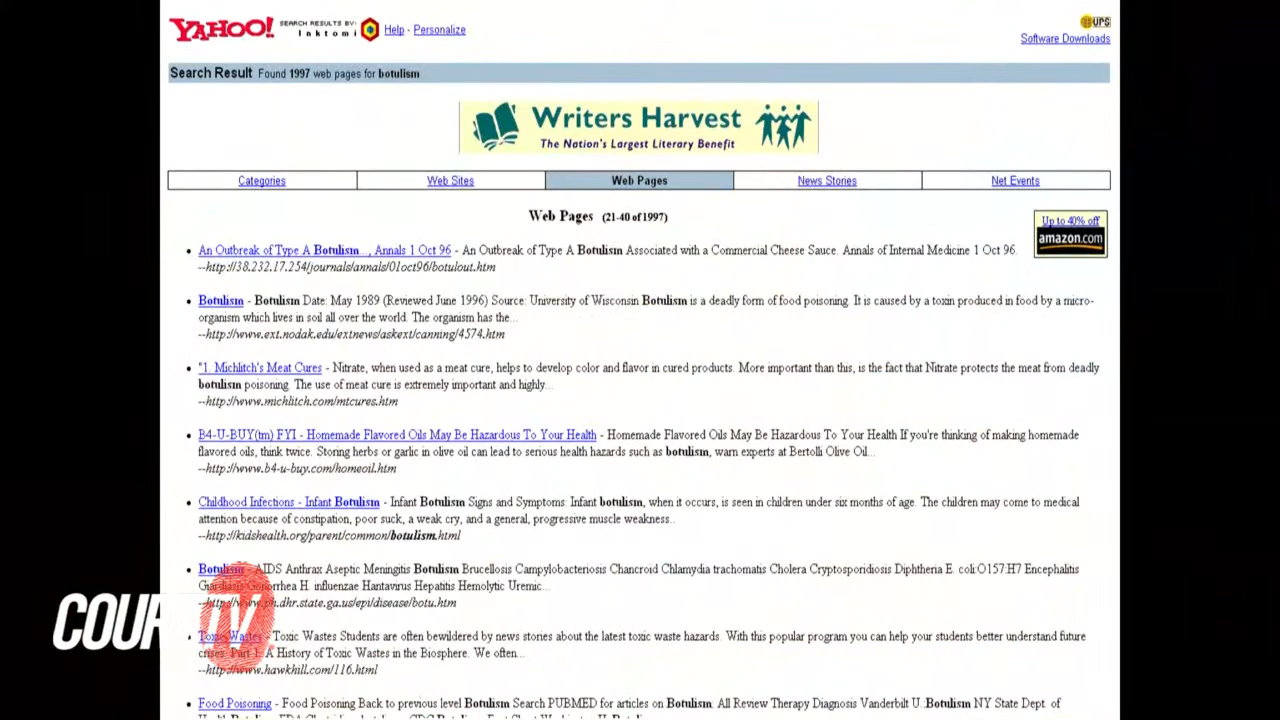 YAHOO! SEARCH RESULTS BY: Inktomi Help - Personalize
UPS
Software Downloads
Search Result Found 1997 web pages for botulism
Writers Harvest
The Nation's Largest Literary Benefit
Categories Web Sites Web Pages News Stories Net Events
Web Pages (21-40 of 1997)
Up to 40% off
amazon.com
An Outbreak of Type A Botulism ..., Annals 1 Oct 96 - An Outbreak of Type A Botulism Associated with a Commercial Cheese Sauce. Annals of Internal Medicine 1 Oct 96.
--http://38.232.17.254/journals/annals/01oct96/botulout.htm
Botulism - Botulism Date: May 1989 (Reviewed June 1996) Source: University of Wisconsin Botulism is a deadly form of food poisoning. It is caused by a toxin produced in food by a micro-
organism which lives in soil all over the world. The organism has the...
--http://www.ext.nodak.edu/extnews/askext/canning/4574.htm
"1. Michlitch's Meat Cures - Nitrate, when used as a meat cure, helps to develop color and flavor in cured products. More important than this, is the fact that Nitrate protects the meat from deadly
botulism poisoning. The use of meat cure is extremely important and highly...
--http://www.michlitch.com/mtcures.htm
B4-U-BUY(tm) FYI - Homemade Flavored Oils May Be Hazardous To Your Health - Homemade Flavored Oils May Be Hazardous To Your Health If you're thinking of making homemade
flavored oils, think twice. Storing herbs or garlic in olive oil can lead to serious health hazards such as botulism, warn experts at Bertolli Olive Oil...
--http://www.b4-u-buy.com/homeoil.htm
Childhood Infections - Infant Botulism - Infant Botulism Signs and Symptoms: Infant botulism, when it occurs, is seen in children under six months of age. The children may come to medical
attention because of constipation, poor suck, a weak cry, and a general, progressive muscle weakness..
--http://kidshealth.org/parent/common/botulism.html
Botulism - AIDS Anthrax Aseptic Meningitis Botulism Brucellosis Campylobacteriosis Chancroid Chlamydia trachomatis Cholera Cryptosporidiosis Diphtheria E. coli:O157:H7 Encephalitis
Giardiasis Gonorrhea H. influenzae Hantavirus Hepatitis Hemolytic Uremic...
--http://www.ph.dhr.state.ga.us/epi/disease/botu.htm
COURT TV
Toxic Wastes - Toxic Wastes Students are often bewildered by news stories about the latest toxic waste hazards. With this popular program you can help your students better understand future
crises. Part 1: A History of Toxic Wastes in the Biosphere. We often...
--http://www.hawkhill.com/116.html
Food Poisoning - Food Poisoning Back to previous level Botulism Search PUBMED for articles on Botulism. All Review Therapy Diagnosis Vanderbilt U.:Botulism NY State Dept. of